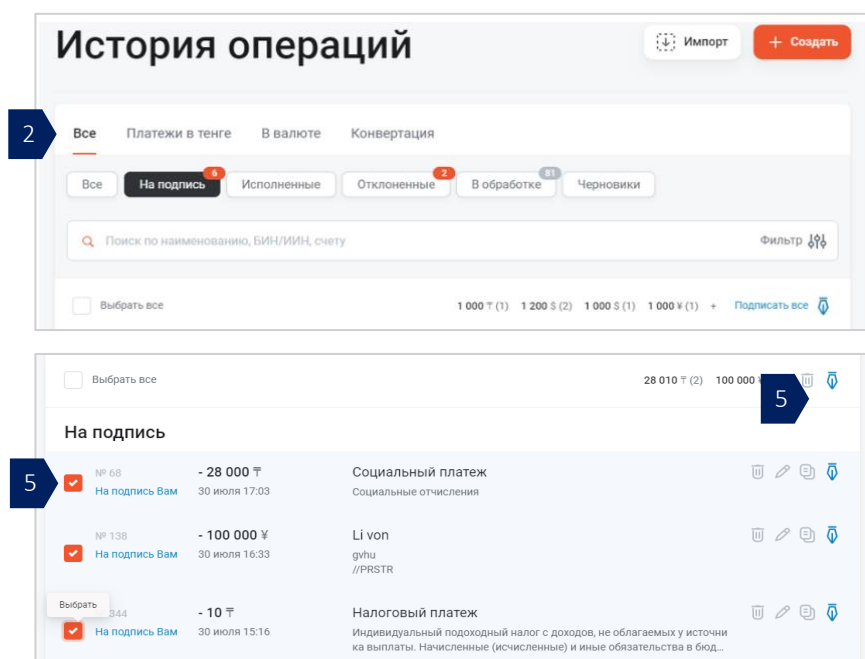 История операций
Импорт
+ Создать
2
Все Платежи в тенге В валюте Конвертация
Все На подпись 6 Исполненные Отклоненные 2 В обработке 81 Черновики
Поиск по наименованию, БИН/ИИН, счету Фильтр
Выбрать все 1 000 ₸ (1) 1 200 $ (2) 1 000 $ (1) 1 000 ¥ (1) + Подписать все
Выбрать все 28 010 ₸ (2) 100 000
5
На подпись
5
№ 68 - 28 000 ₸ Социальный платеж
На подпись Вам 30 июля 17:03 Социальные отчисления
№ 138 - 100 000 ¥ Li von
На подпись Вам 30 июля 16:33 gvhu
//PRSTR
Выбрать
344 - 10 ₸ Налоговый платеж
На подпись Вам 30 июля 15:16 Индивидуальный подоходный налог с доходов, не облагаемых у источни
ка выплаты. Начисленные (исчисленные) и иные обязательства в бюд...